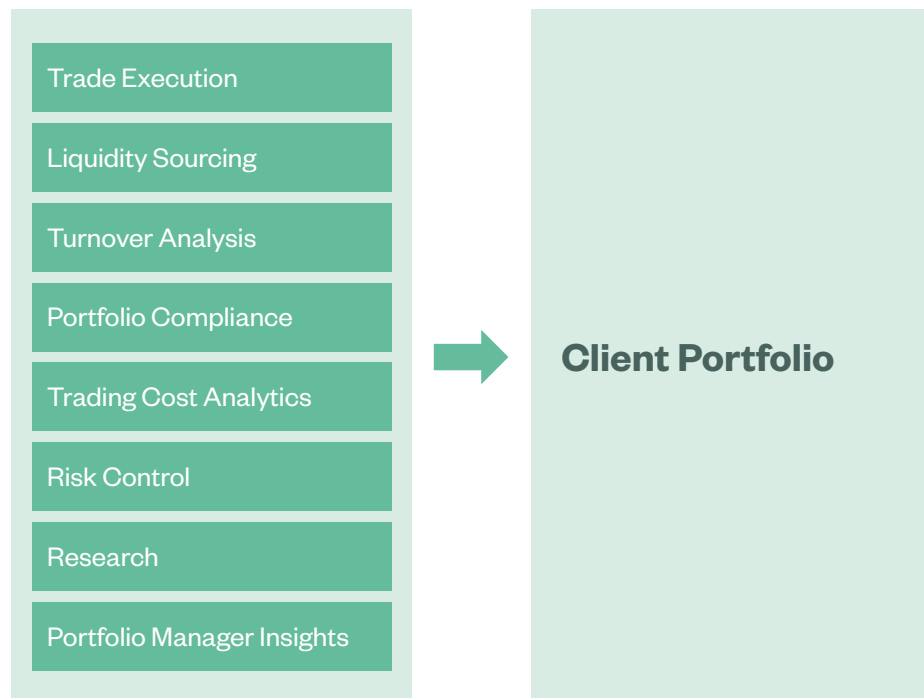 Trade Execution
Liquidity Sourcing
Turnover Analysis
Portfolio Compliance
Trading Cost Analytics
Risk Control
Research
Portfolio Manager Insights
Client Portfolio